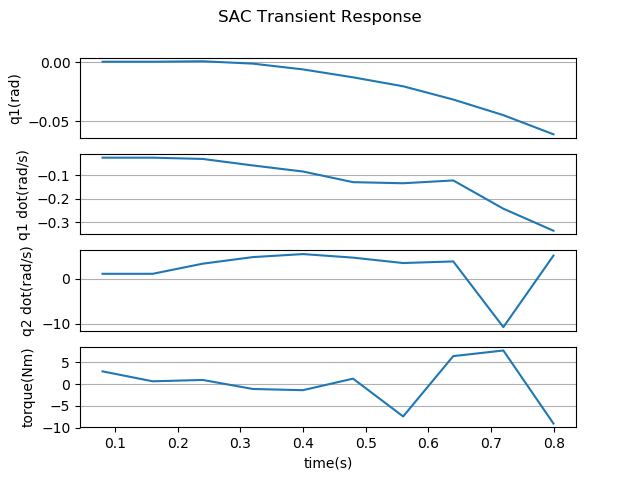 SAC Transient Response
q1(rad)
0.00
−0.05
q1 dot(rad/s)
−0.1
−0.2
−0.3
q2 dot(rad/s)
0
−10
torque(Nm)
5
0
−5
−10
0.1 0.2 0.3 0.4 0.5 0.6 0.7 0.8
time(s)